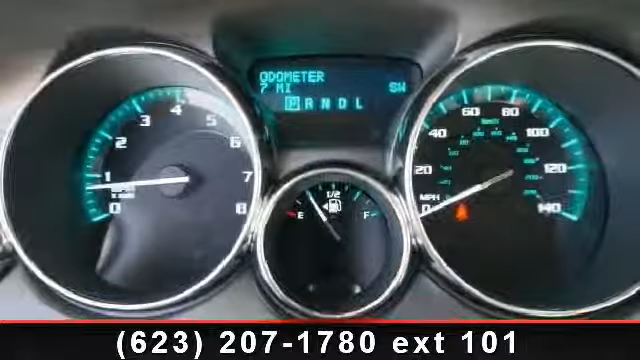 ODOMETER
7 MI SW
P R N D L
0 1 2 3 4 5 6 7 8
E 1/2 F
0 20 40 60 80 100 120 140
MPH
(623) 207-1780 ext 101